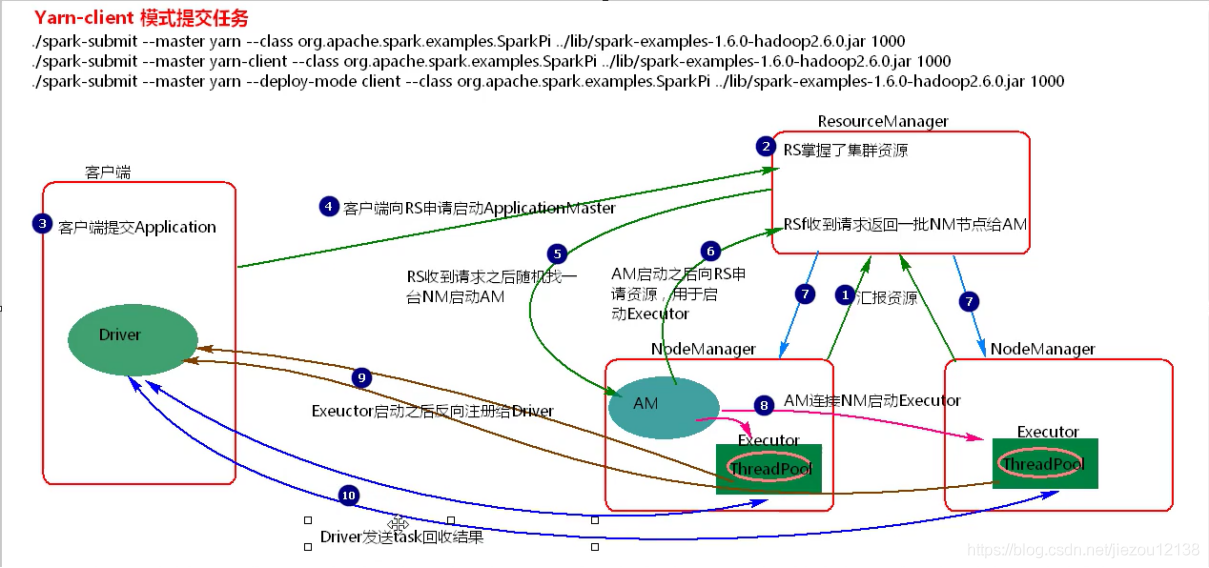 Yarn-client 模式提交任务
./spark-submit --master yarn --class org.apache.spark.examples.SparkPi ../lib/spark-examples-1.6.0-hadoop2.6.0.jar 1000
./spark-submit --master yarn-client --class org.apache.spark.examples.SparkPi ../lib/spark-examples-1.6.0-hadoop2.6.0.jar 1000
./spark-submit --master yarn --deploy-mode client --class org.apache.spark.examples.SparkPi ../lib/spark-examples-1.6.0-hadoop2.6.0.jar 1000
ResourceManager
2 RS掌握了集群资源
客户端
3 客户端提交Application
4 客户端向RS申请启动ApplicationMaster
RSf收到请求返回一批NM节点给AM
5
RS收到请求之后随机找一
台NM启动AM
6
AM启动之后向RS申
请资源，用于启
动Executor
7
1 汇报资源
7
Driver
NodeManager
NodeManager
9
Exeuctor启动之后反向注册给Driver
AM
8 AM连接NM启动Executor
Executor
ThreadPool
Executor
ThreadPool
10
Driver发送task回收结果
https://blog.csdn.net/jiezou12138